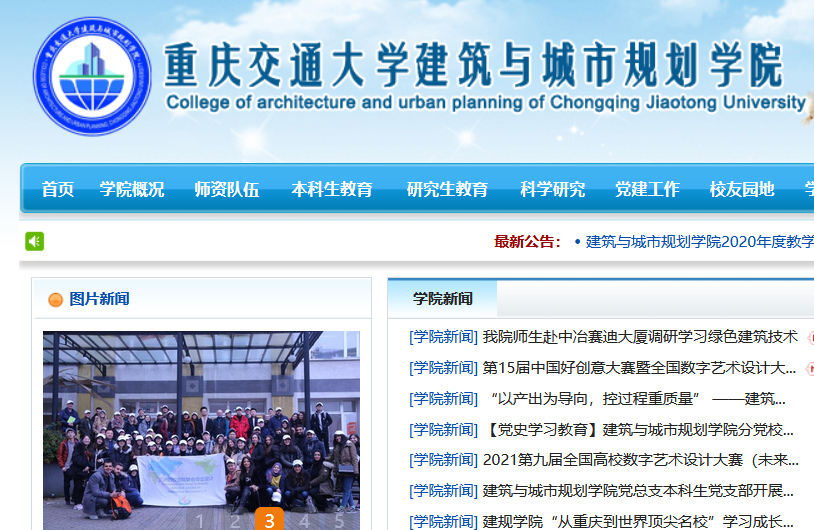 重庆交通大学建筑与城市规划学院
College of architecture and urban planning of Chongqing Jiaotong University
首页 学院概况 师资队伍 本科生教育 研究生教育 科学研究 党建工作 校友园地 学
最新公告： • 建筑与城市规划学院2020年度教学
图片新闻
学院新闻
[学院新闻] 我院师生赴中冶赛迪大厦调研学习绿色建筑技术
[学院新闻] 第15届中国好创意大赛暨全国数字艺术设计大...
[学院新闻] “以产出为导向，控过程重质量” ——建筑...
[学院新闻] 【党史学习教育】建筑与城市规划学院分党校...
[学院新闻] 2021第九届全国高校数字艺术设计大赛（未来...
[学院新闻] 建筑与城市规划学院党总支本科生党支部开展...
[学院新闻] 建规学院“从重庆到世界顶尖名校”学习成长...
1 2 3 4 5